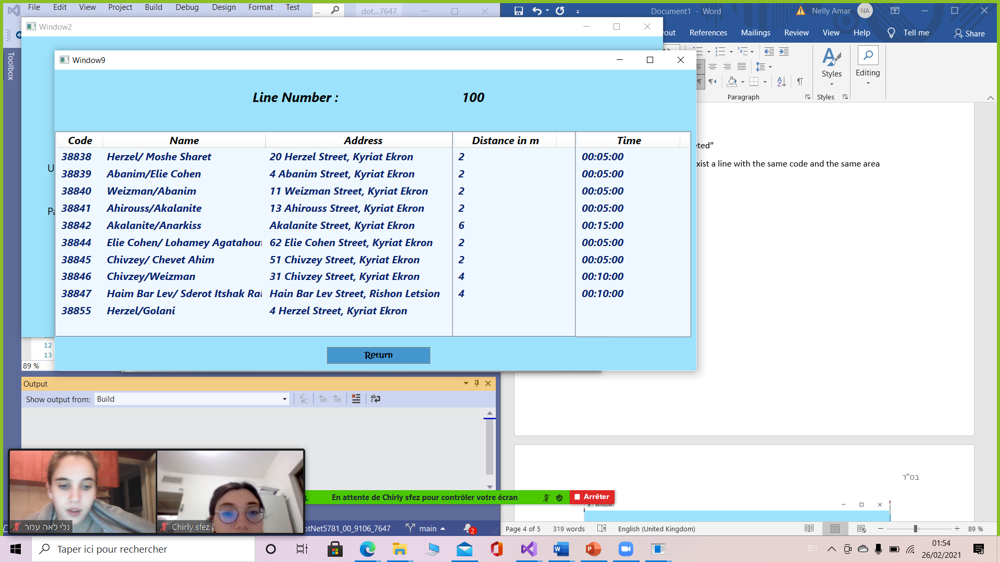 File Edit View Project Build Debug Design Format Test ... dot...7647
Document1 - Word Nelly Amar NA
Window2
References Mailings Review View Help Tell me Share
Toolbox
Window9
Styles Editing
Paragraph Styles
Line Number : 100
Code Name Address Distance in m Time
38838 Herzel/ Moshe Sharet 20 Herzel Street, Kyriat Ekron 2 00:05:00
38839 Abanim/Elie Cohen 4 Abanim Street, Kyriat Ekron 2 00:05:00
38840 Weizman/Abanim 11 Weizman Street, Kyriat Ekron 2 00:05:00
38841 Ahirouss/Akalanite 13 Ahirouss Street, Kyriat Ekron 2 00:05:00
38842 Akalanite/Anarkiss Akalanite Street, Kyriat Ekron 6 00:15:00
38844 Elie Cohen/ Lohamey Agatahout 62 Elie Cohen Street, Kyriat Ekron 2 00:05:00
38845 Chivzey/ Chevet Ahim 51 Chivzey Street, Kyriat Ekron 2 00:05:00
38846 Chivzey/Weizman 31 Chivzey Street, Kyriat Ekron 4 00:10:00
38847 Haim Bar Lev/ Sderot Itshak Hain Bar Lev Street, Rishon Letsion 4 00:10:00
38855 Herzel/Golani 4 Herzel Street, Kyriat Ekron
Return
eted”
xist a line with the same code and the same area
12
13
89 %
Output
Show output from: Build
בס"ד
En attente de Chirly sfez pour contrôler votre écran Arrêter
Window7
נלי לאה עמר
Chirly sfez
otNet5781_00_9106_7647 main 2
Page 4 of 5 319 words English (United Kingdom) 89 %
Taper ici pour rechercher
EN
01:54
26/02/2021